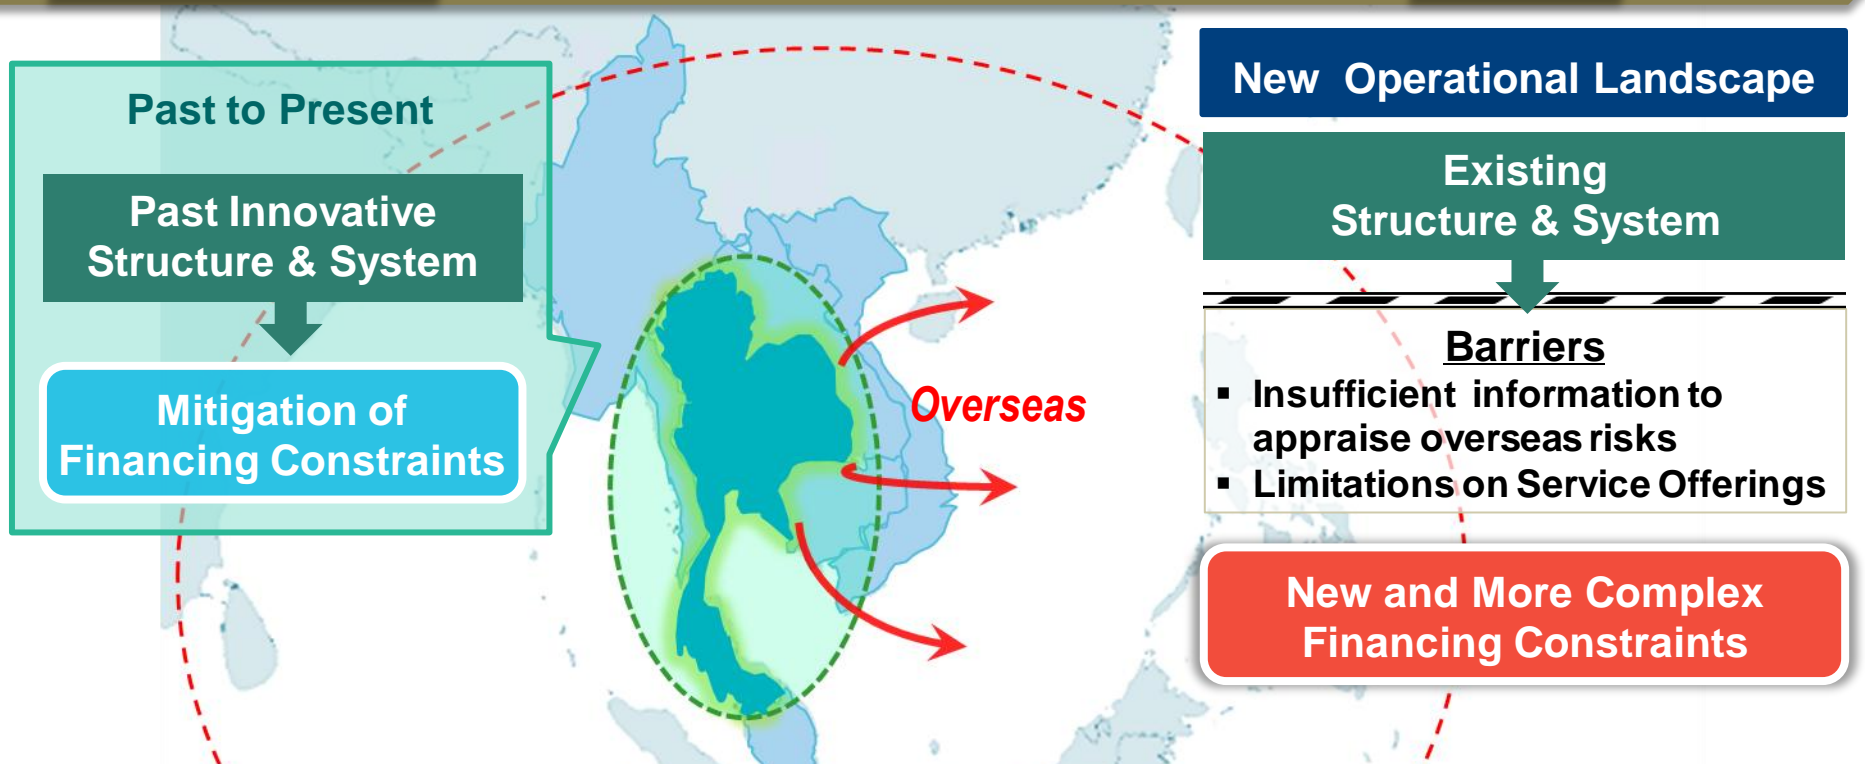 Past to Present
Past Innovative
Structure & System
Mitigation of
Financing Constraints
Overseas
New Operational Landscape
Existing
Structure & System
Barriers
▪ Insufficient information to
appraise overseas risks
▪ Limitations on Service Offerings
New and More Complex
Financing Constraints